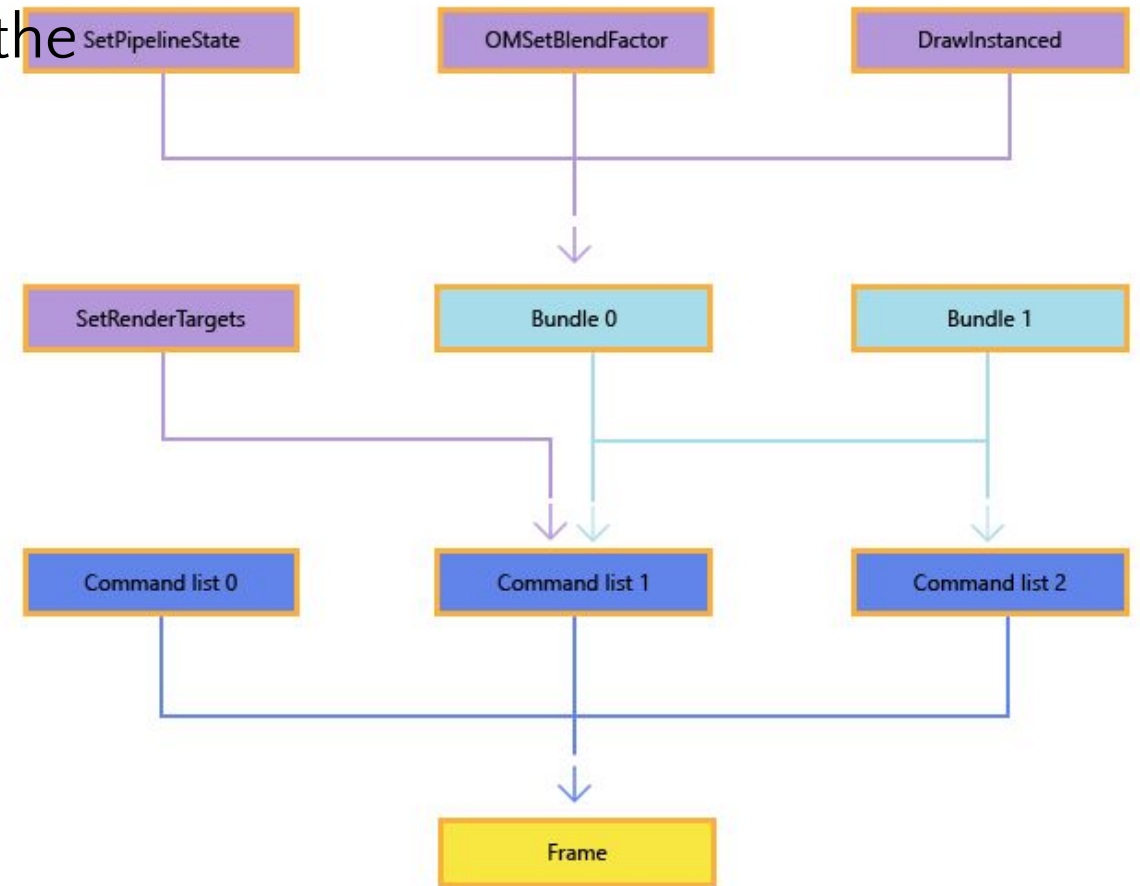 the
SetPipelineState
OMSetBlendFactor
DrawInstanced
SetRenderTargets
Bundle 0
Bundle 1
Command list 0
Command list 1
Command list 2
Frame